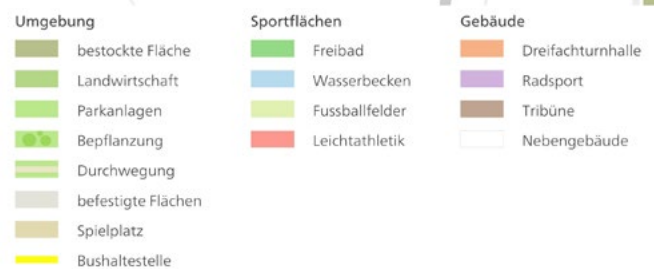 Umgebung
bestockte Fläche
Landwirtschaft
Parkanlagen
Bepflanzung
Durchwegung
befestigte Flächen
Spielplatz
Bushaltestelle
Sportflächen
Freibad
Wasserbecken
Fussballfelder
Leichtathletik
Gebäude
Dreifachturnhalle
Radsport
Tribüne
Nebengebäude